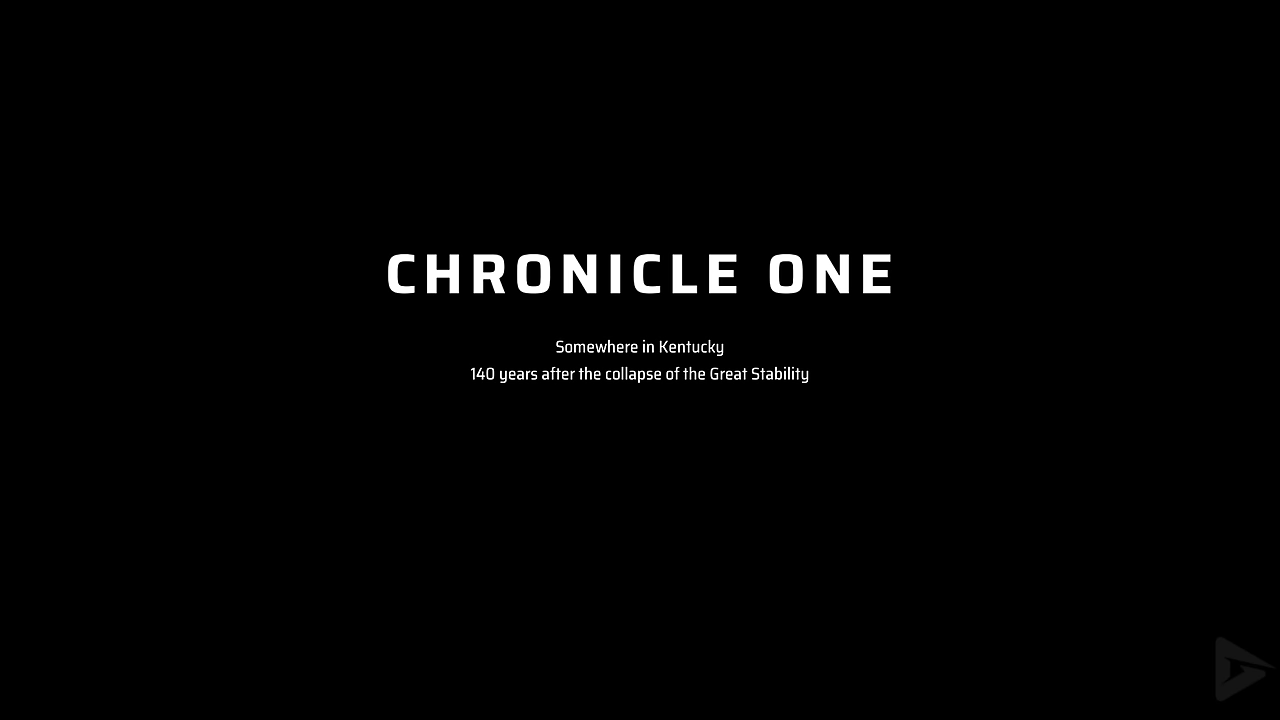 CHRONICLE ONE
Somewhere in Kentucky
140 years after the collapse of the Great Stability